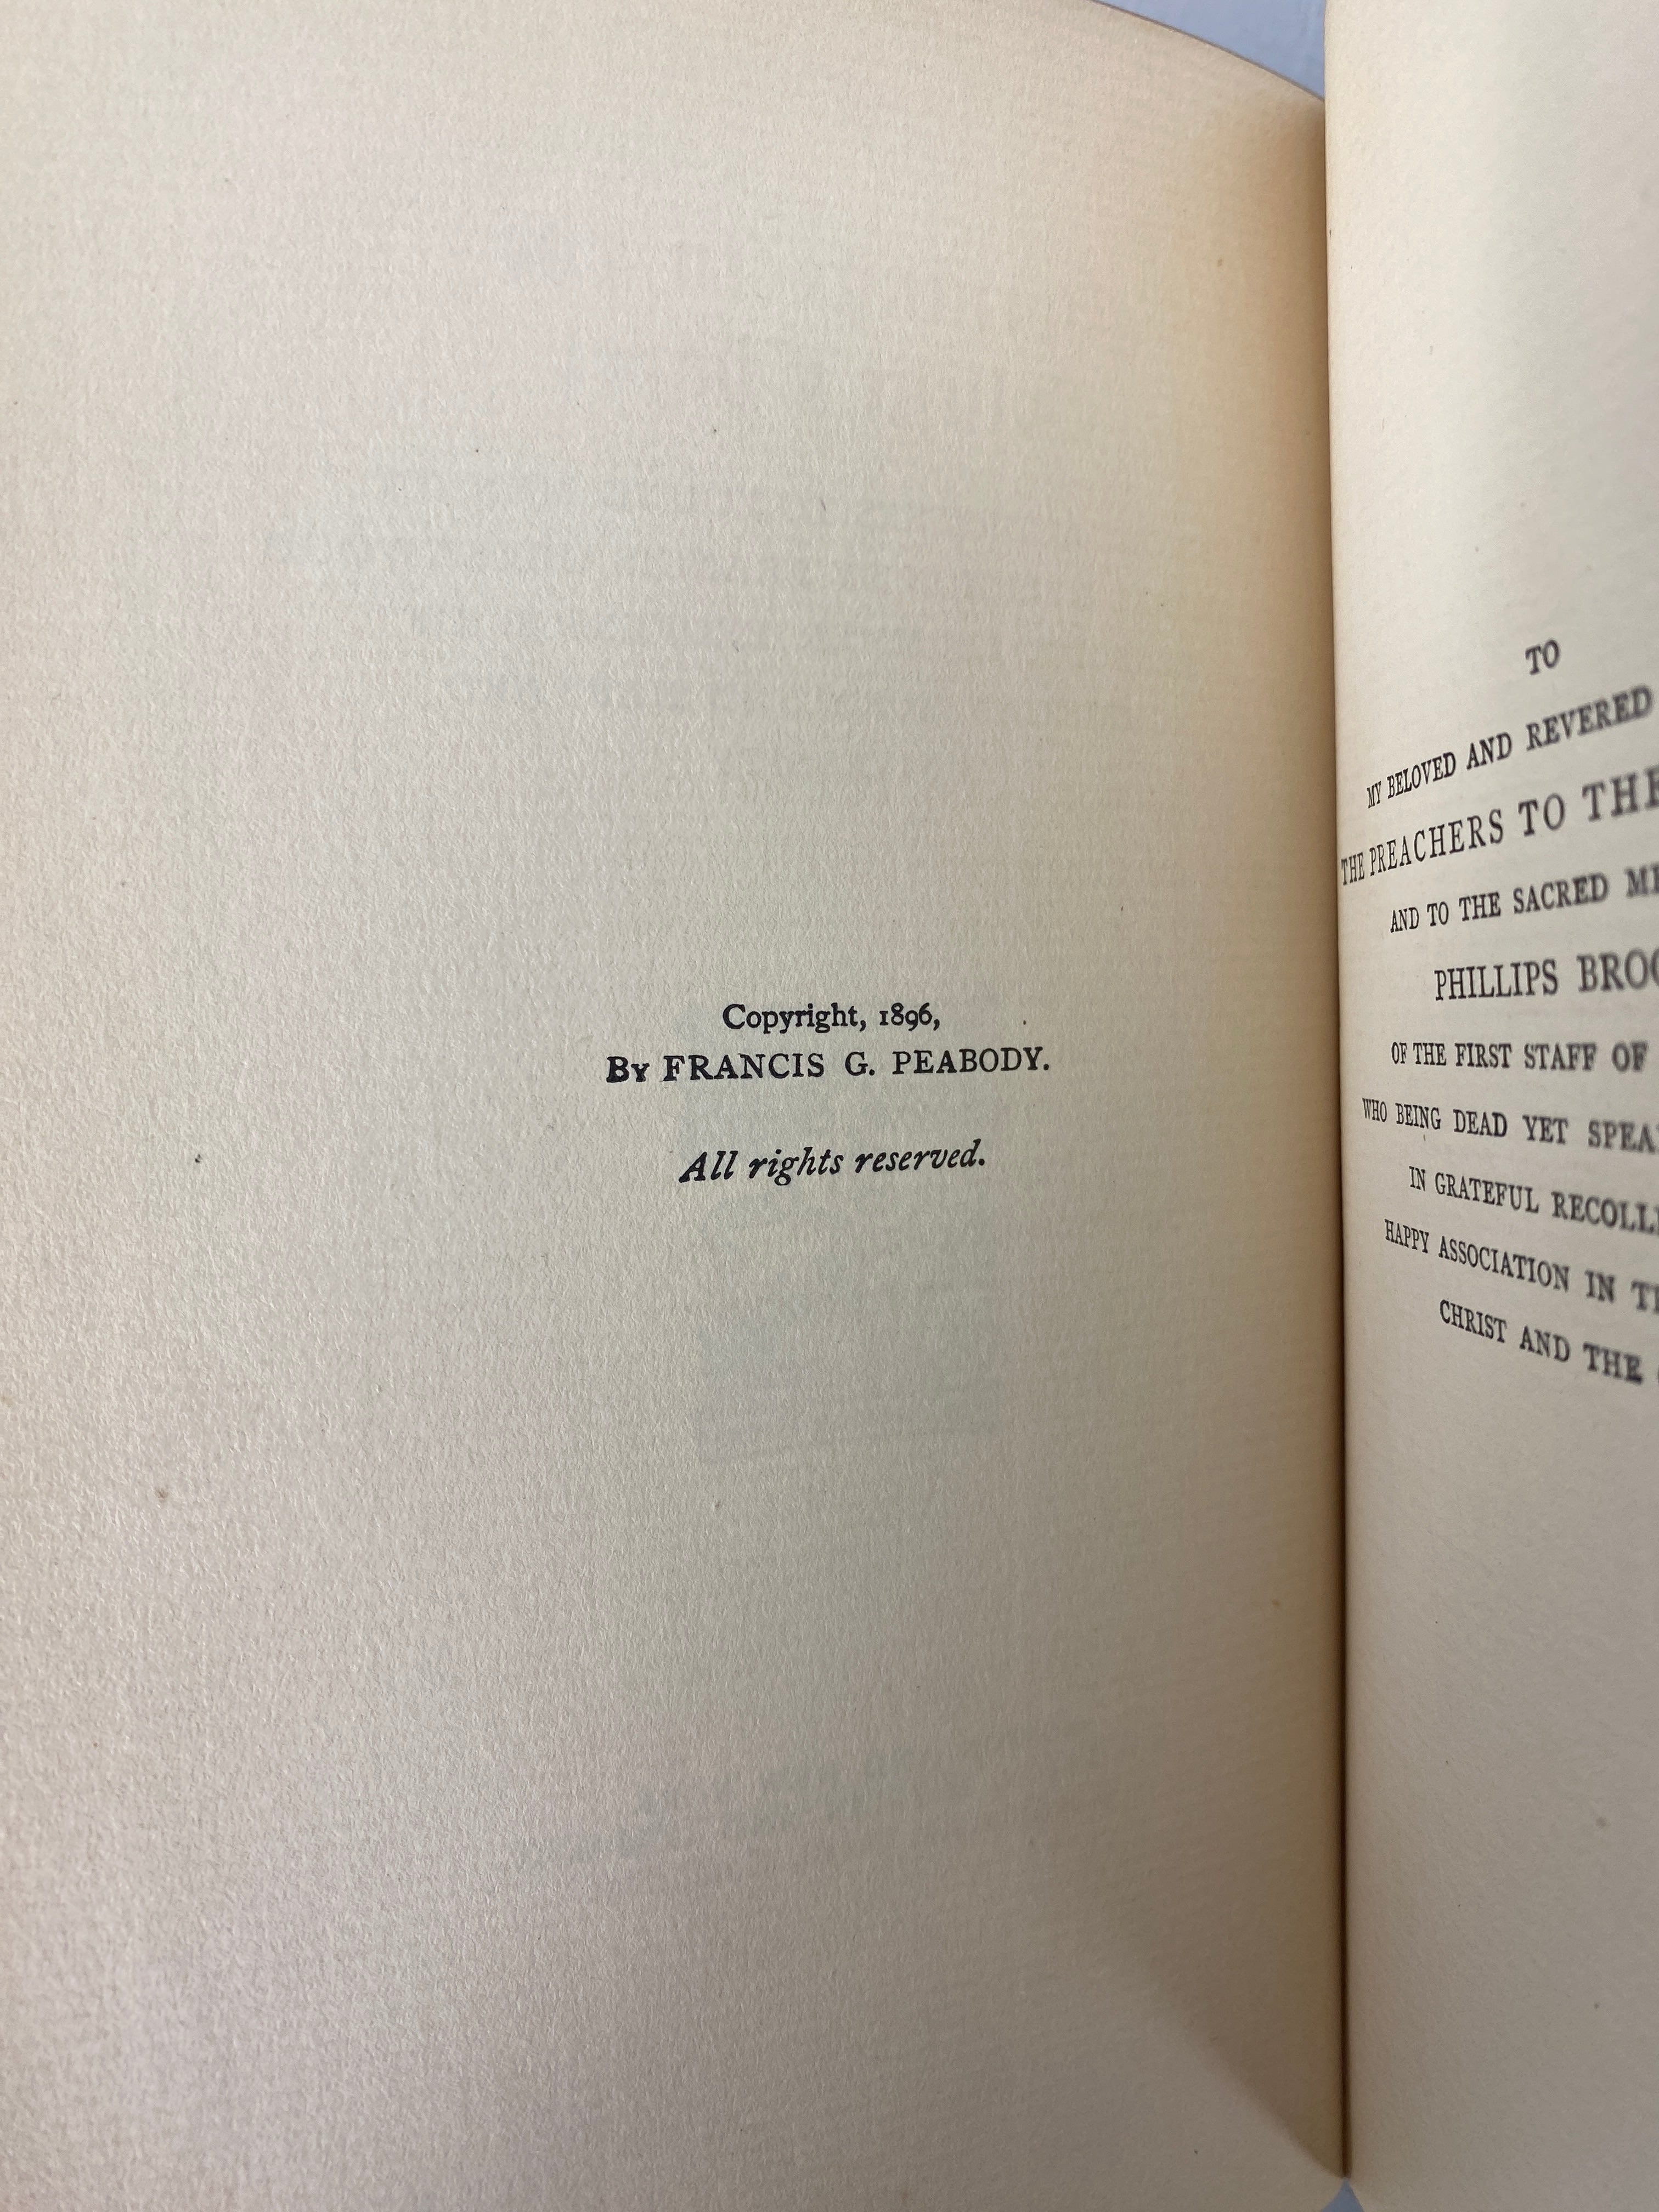 Copyright, 1896,
By FRANCIS G. PEABODY.
All rights reserved.
TO
MY BELOVED AND REVERED
THE PREACHERS TO THE
AND TO THE SACRED
PHILLIPS
OF THE FIRST STAFF OF
WHO BEING DEAD YET
IN GRATEFUL
HAPPY ASSOCIATION IN
CHRIST AND THE